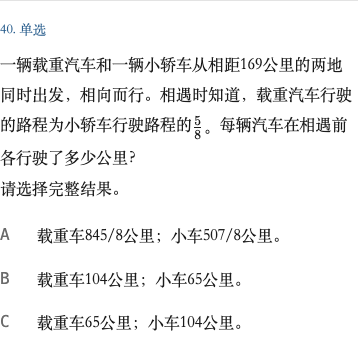 40. 单选
一辆载重汽车和一辆小轿车从相距169公里的两地
同时出发，相向而行。相遇时知道，载重汽车行驶
的路程为小轿车行驶路程的5/8。每辆汽车在相遇前
各行驶了多少公里?
请选择完整结果。
A 载重车845/8公里；小车507/8公里。
B 载重车104公里；小车65公里。
C 载重车65公里；小车104公里。